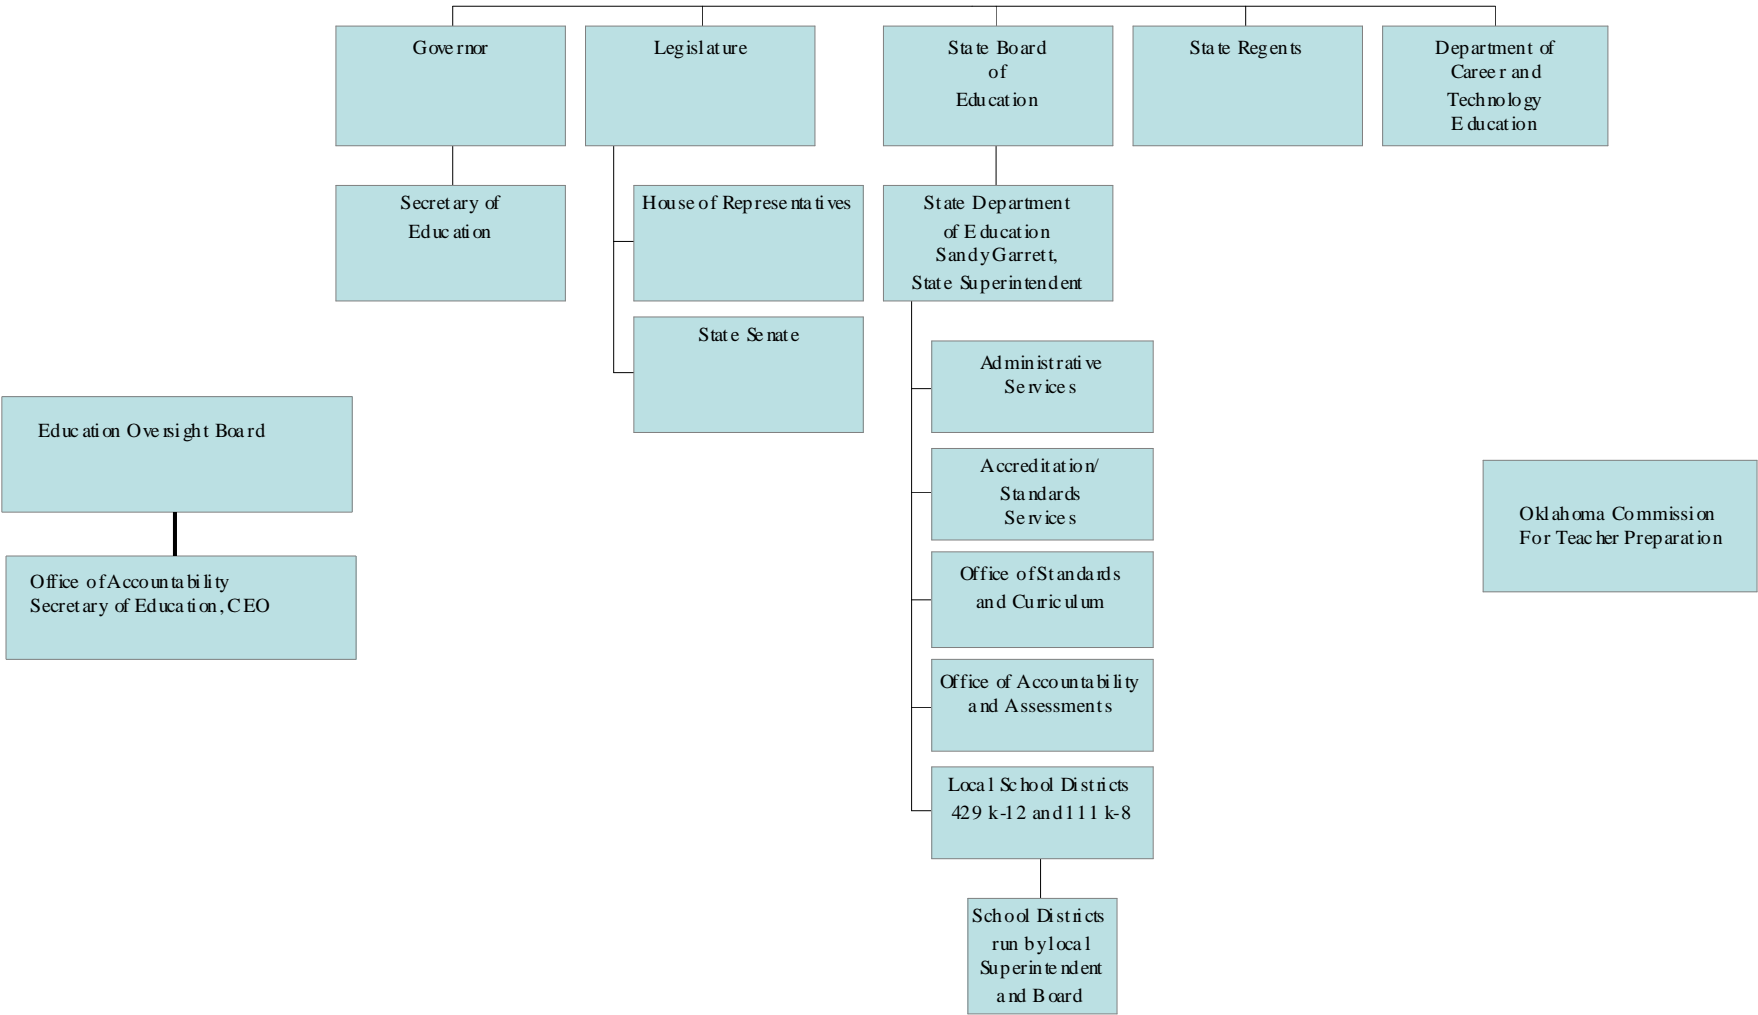 Governor
Legislature
State Board
of
Education
State Regents
Department of
Career and
Technology
Education
Secretary of
Education
House of Representatives
State Department
of Education
Sandy Garrett,
State Superintendent
State Senate
Administrative
Services
Education Oversight Board
Accreditation/
Standards
Services
Oklahoma Commission
For Teacher Preparation
Office of Accountability
Secretary of Education, CEO
Office of Standards
and Curriculum
Office of Accountability
and Assessments
Local School Districts
429 k-12 and 111 k-8
School Districts
run by local
Superintendent
and Board